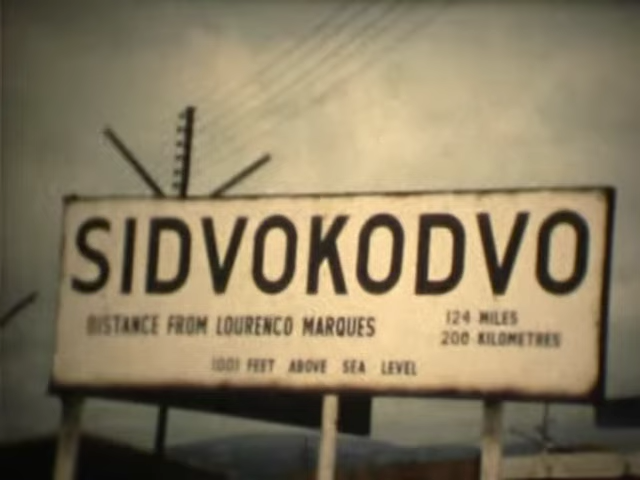 SIDVOKODVO
DISTANCE FROM LOURENCO MARQUES 124 MILES
200 KILOMETRES
1001 FEET ABOVE SEA LEVEL